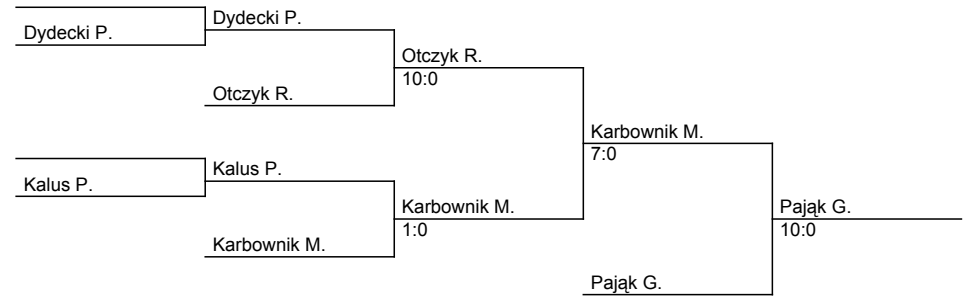 Dydecki P.
Dydecki P.
Otczyk R.
10:0
Otczyk R.
Karbownik M.
7:0
Kalus P.
Kalus P.
Karbownik M.
1:0
Pająk G.
10:0
Karbownik M.
Pająk G.